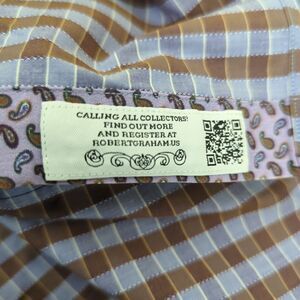 CALLING ALL COLLECTORS!
FIND OUT MORE
AND REGISTER AT
ROBERTGRAHAM.US